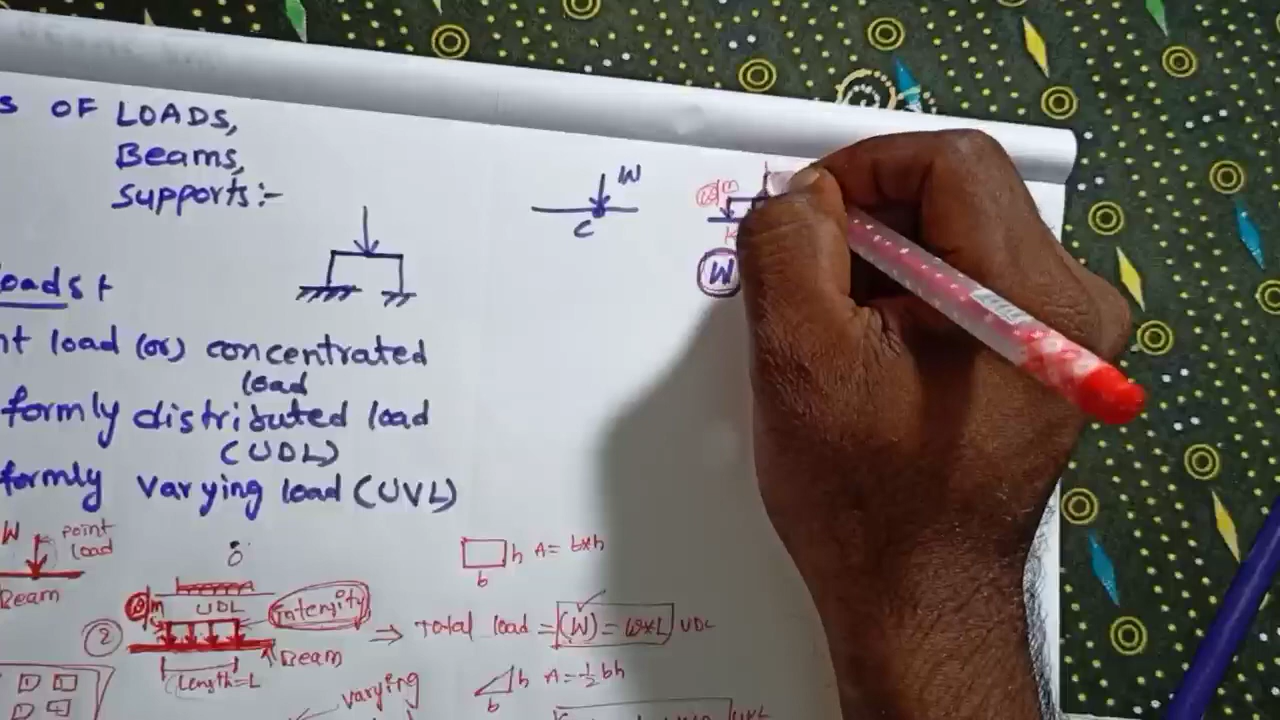 S OF LOADS,
Beams,
Supports:-
W
C
W
oads:
nt load (or) concentrated
load
formly distributed load
(UDL)
formly varying load (UVL)
W
point
load
Beam
UDL
intensity
②
Beam
Length=L
⇒ Total load = (W) = w*L UDL
h A= b*h
b
h A=½ bh
b
varying
UVL